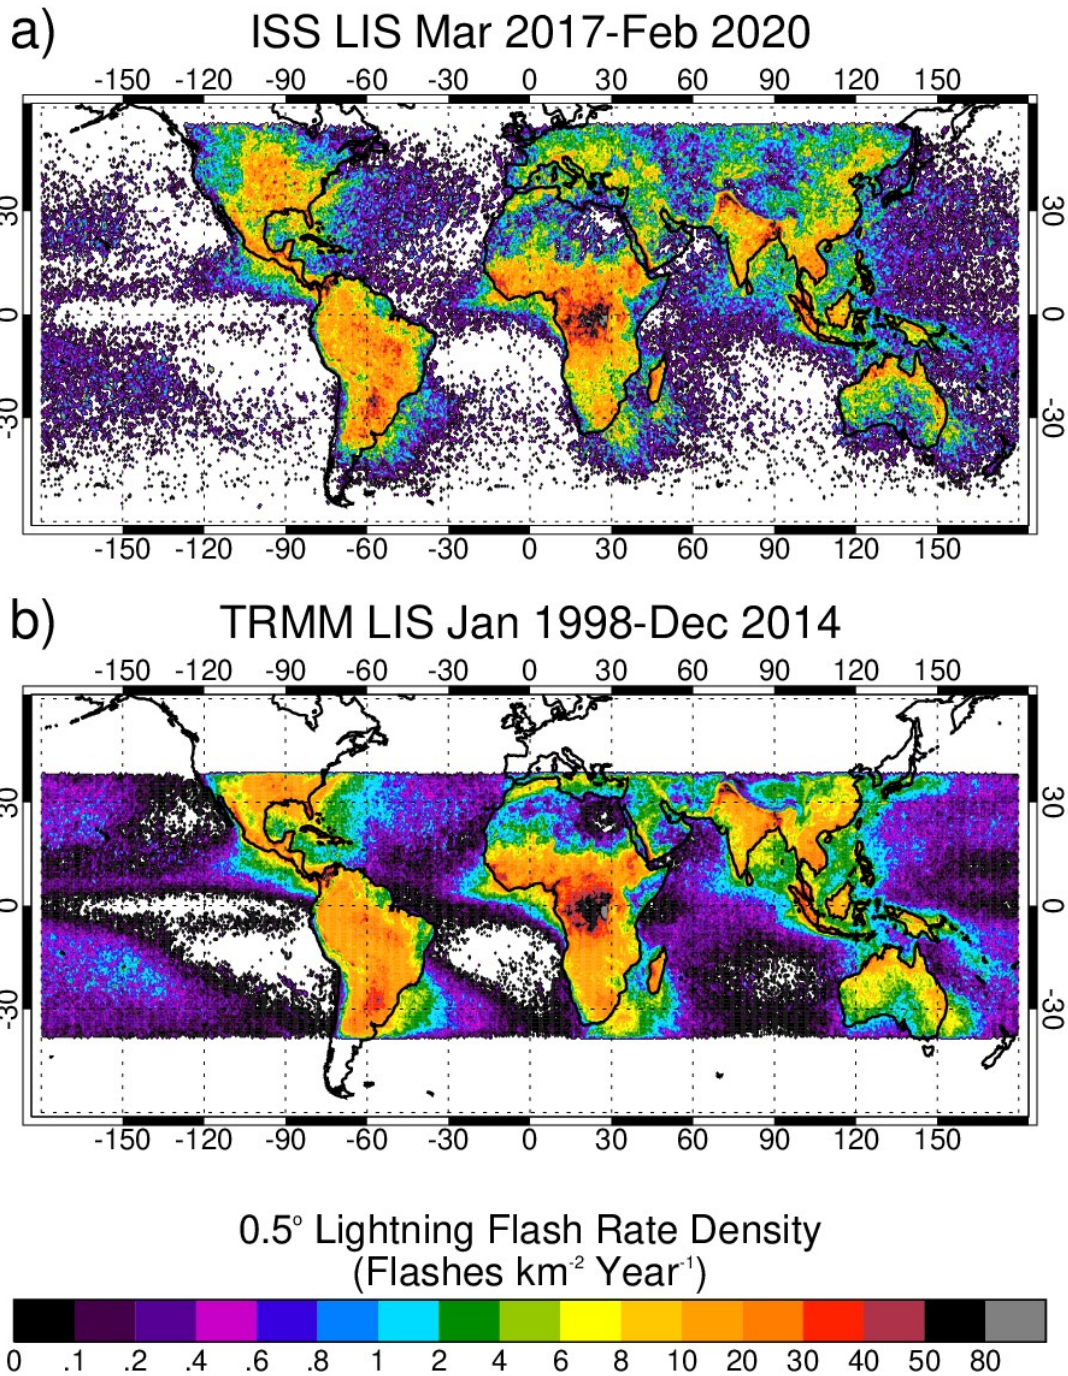 a)
ISS LIS Mar 2017-Feb 2020
-150 -120 -90 -60 -30 0 30 60 90 120 150
30 30
0 0
-30 -30
-150 -120 -90 -60 -30 0 30 60 90 120 150
b)
TRMM LIS Jan 1998-Dec 2014
-150 -120 -90 -60 -30 0 30 60 90 120 150
30 30
0 0
-30 -30
-150 -120 -90 -60 -30 0 30 60 90 120 150
0.5° Lightning Flash Rate Density
(Flashes km⁻² Year⁻¹)
0 .1 .2 .4 .6 .8 1 2 4 6 8 10 20 30 40 50 80